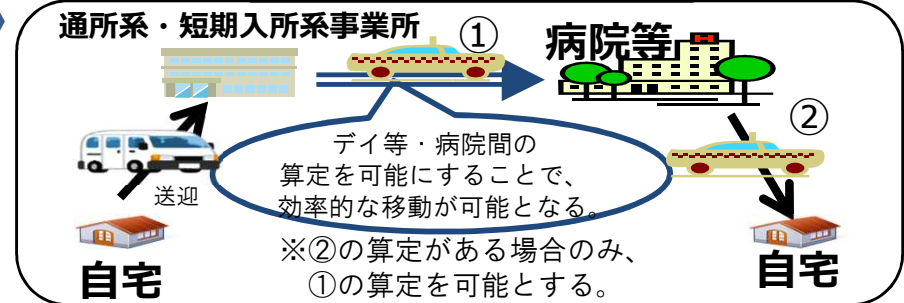 通所系・短期入所系事業所
①
病院等
②
デイ等・病院間の
算定を可能にすることで、
効率的な移動が可能となる。
送迎
※②の算定がある場合のみ、
①の算定を可能とする。
自宅
自宅